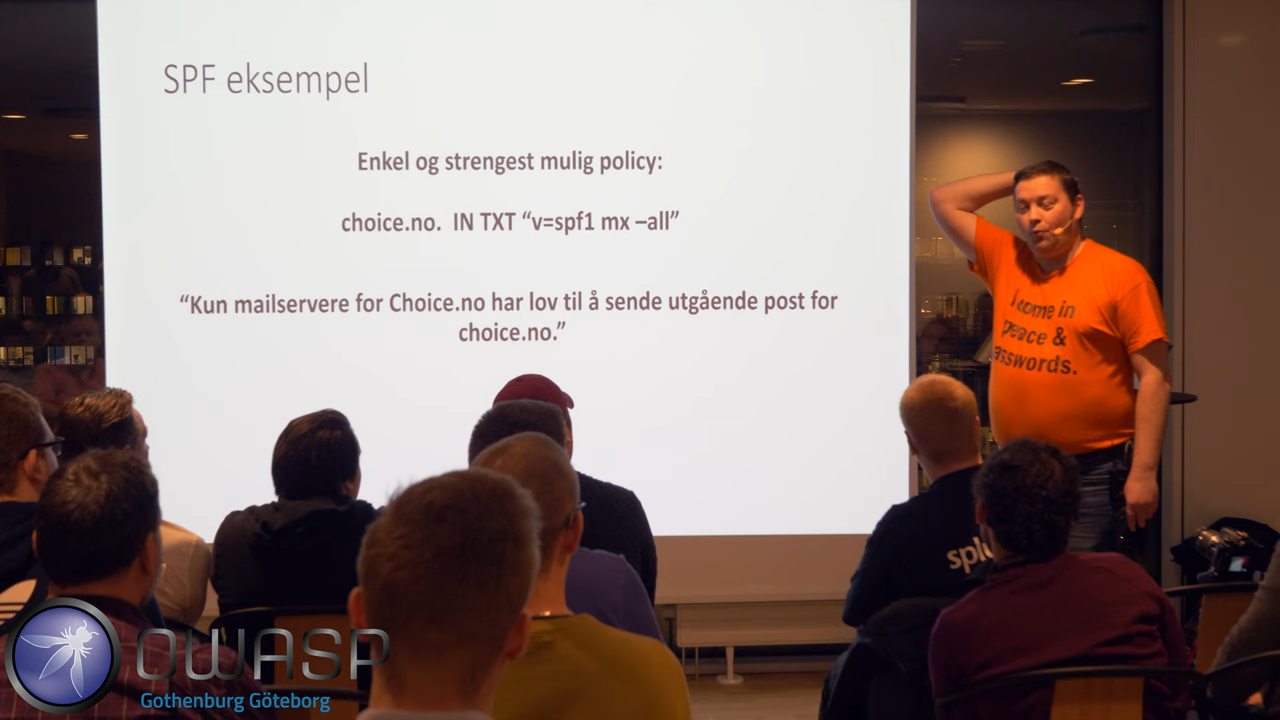 SPF eksempel
Enkel og strengest mulig policy:
choice.no. IN TXT “v=spf1 mx –all”
“Kun mailservere for Choice.no har lov til å sende utgående post for
choice.no.”
I come in
peace &
passwords.
OWASP
Gothenburg Göteborg